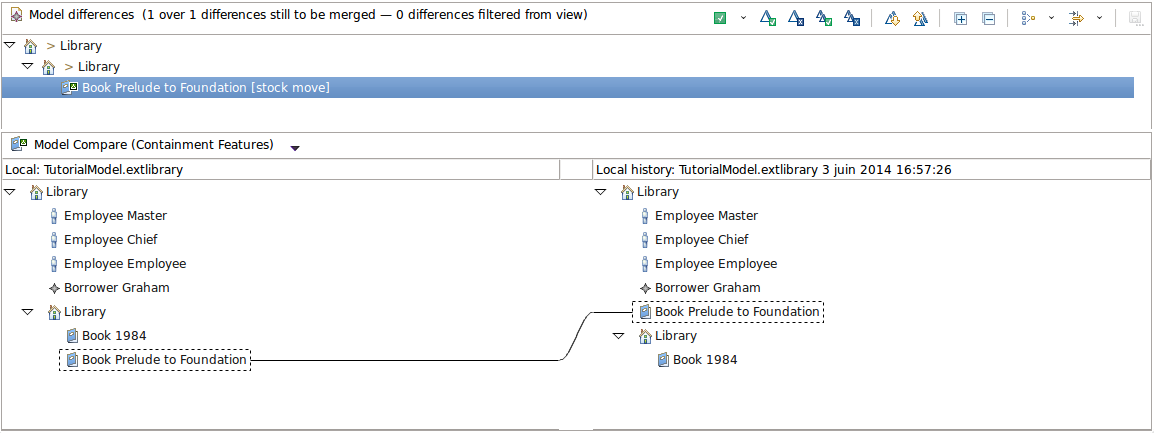 Model differences (1 over 1 differences still to be merged — 0 differences filtered from view)
> Library
> Library
Book Prelude to Foundation [stock move]
Model Compare (Containment Features)
Local: TutorialModel.extlibrary
Local history: TutorialModel.extlibrary 3 juin 2014 16:57:26
Library
Employee Master
Employee Chief
Employee Employee
Borrower Graham
Library
Book 1984
Book Prelude to Foundation
Library
Employee Master
Employee Chief
Employee Employee
Borrower Graham
Book Prelude to Foundation
Library
Book 1984